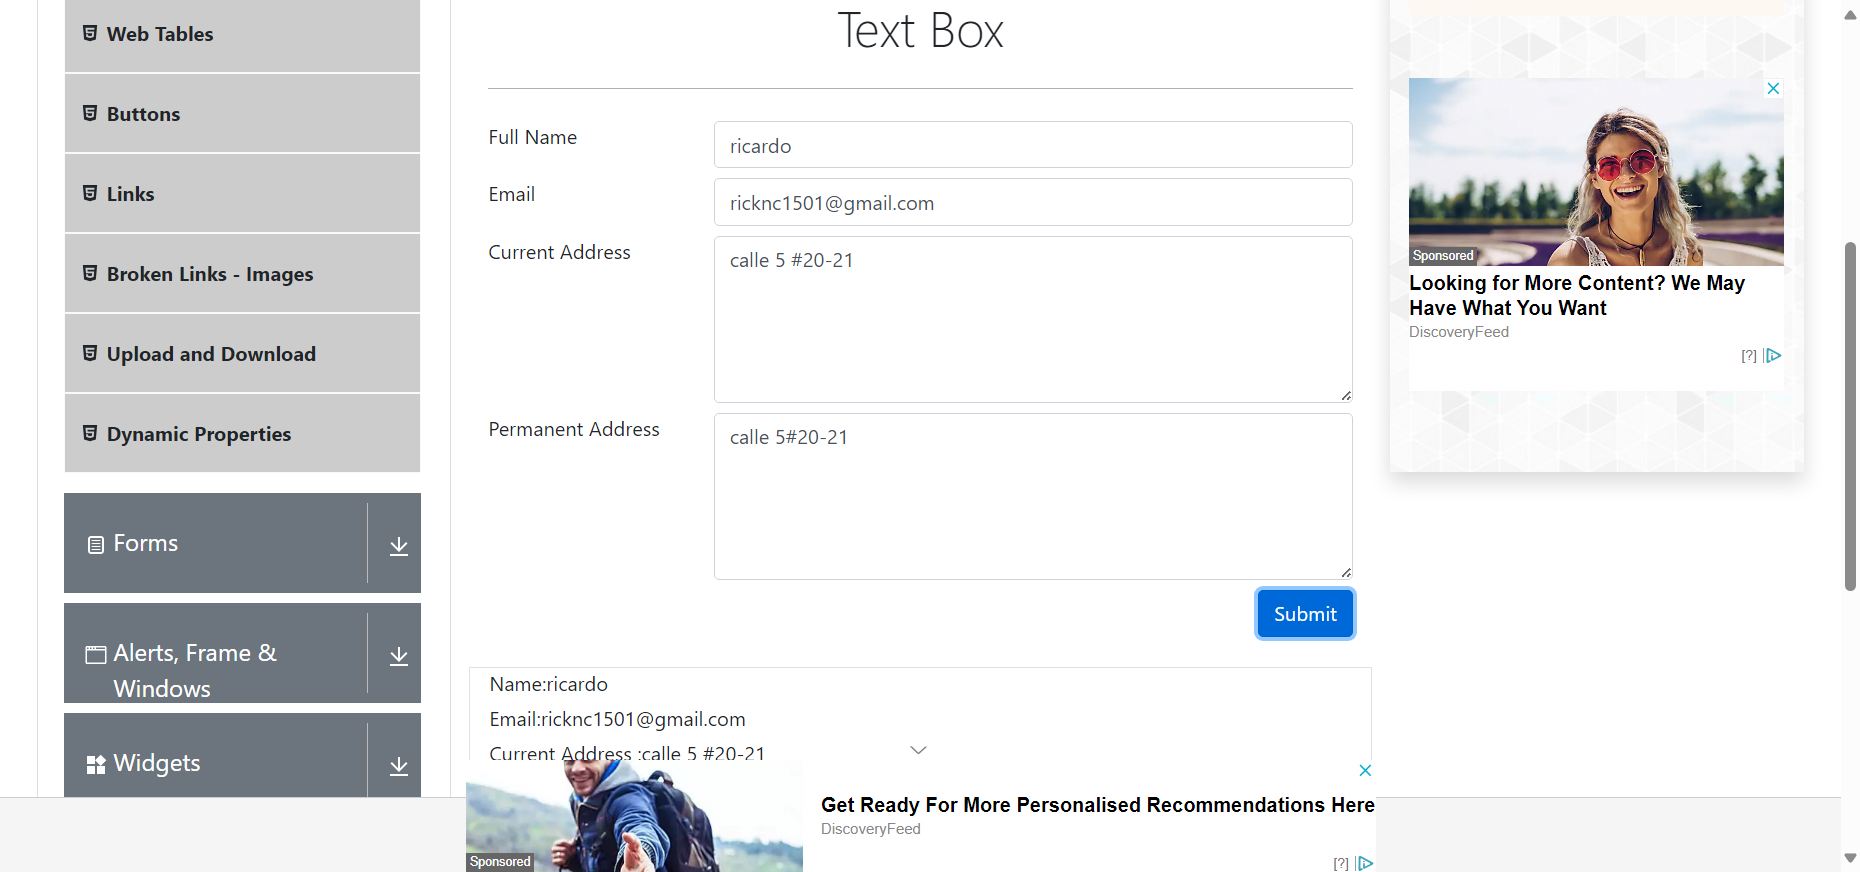 Web Tables
Buttons
Links
Broken Links - Images
Upload and Download
Dynamic Properties
Forms
Alerts, Frame &
Windows
Widgets
Text Box
Full Name
ricardo
Email
ricknc1501@gmail.com
Current Address
calle 5 #20-21
Permanent Address
calle 5#20-21
Submit
Name:ricardo
Email:ricknc1501@gmail.com
Current Address :calle 5 #20-21
Sponsored
Get Ready For More Personalised Recommendations Here
DiscoveryFeed
[?]
Sponsored
Looking for More Content? We May
Have What You Want
DiscoveryFeed
[?]